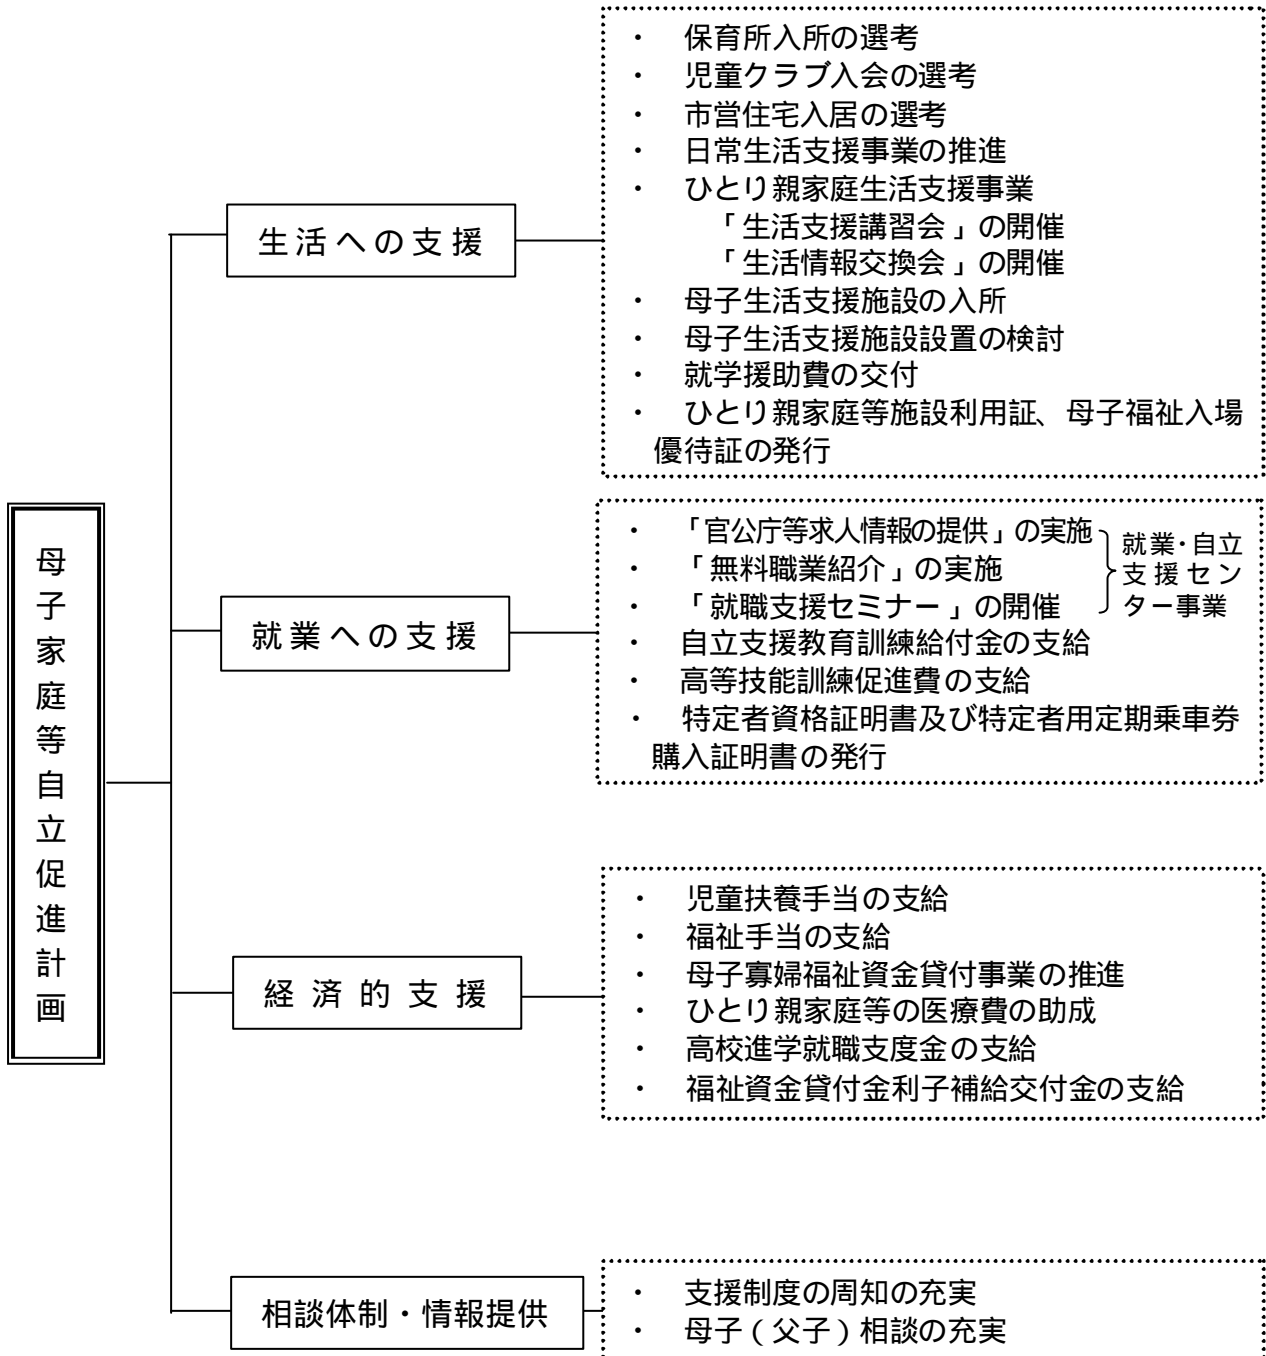 母子家庭等自立促進計画
生活への支援
・ 保育所入所の選考
・ 児童クラブ入会の選考
・ 市営住宅入居の選考
・ 日常生活支援事業の推進
・ ひとり親家庭生活支援事業
「生活支援講習会」の開催
「生活情報交換会」の開催
・ 母子生活支援施設の入所
・ 母子生活支援施設設置の検討
・ 就学援助費の交付
・ ひとり親家庭等施設利用証、母子福祉入場
優待証の発行
就業への支援
・ 「官公庁等求人情報の提供」の実施
・ 「無料職業紹介」の実施
・ 「就職支援セミナー」の開催
就業・自立
支援セン
ター事業
・ 自立支援教育訓練給付金の支給
・ 高等技能訓練促進費の支給
・ 特定者資格証明書及び特定者用定期乗車券
購入証明書の発行
経済的支援
・ 児童扶養手当の支給
・ 福祉手当の支給
・ 母子寡婦福祉資金貸付事業の推進
・ ひとり親家庭等の医療費の助成
・ 高校進学就職支度金の支給
・ 福祉資金貸付金利子補給交付金の支給
相談体制・情報提供
・ 支援制度の周知の充実
・ 母子（父子）相談の充実